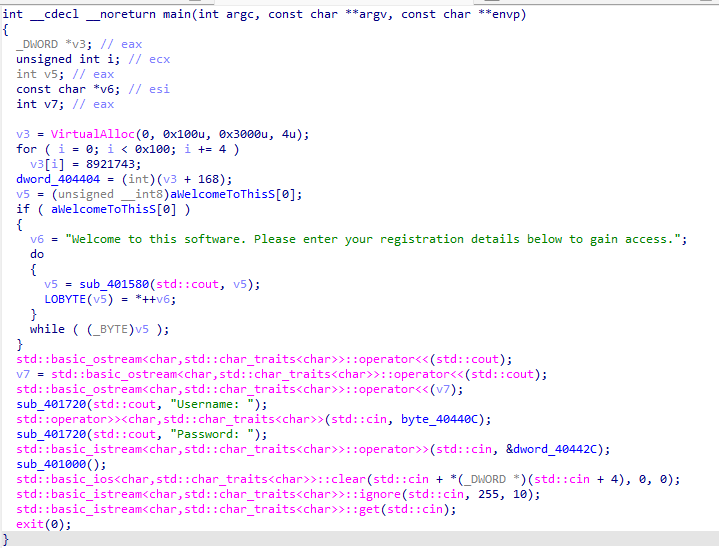 int __cdecl __noreturn main(int argc, const char **argv, const char **envp)
{
  _DWORD *v3; // eax
  unsigned int i; // ecx
  int v5; // eax
  const char *v6; // esi
  int v7; // eax

  v3 = VirtualAlloc(0, 0x100u, 0x3000u, 4u);
  for ( i = 0; i < 0x100; i += 4 )
    v3[i] = 8921743;
  dword_404404 = (int)(v3 + 168);
  v5 = (unsigned __int8)aWelcomeToThisS[0];
  if ( aWelcomeToThisS[0] )
  {
    v6 = "Welcome to this software. Please enter your registration details below to gain access.";
    do
    {
      v5 = sub_401580(std::cout, v5);
      LOBYTE(v5) = *++v6;
    }
    while ( (_BYTE)v5 );
  }
  std::basic_ostream<char,std::char_traits<char>>::operator<<(std::cout);
  v7 = std::basic_ostream<char,std::char_traits<char>>::operator<<(std::cout);
  std::basic_ostream<char,std::char_traits<char>>::operator<<(v7);
  sub_401720(std::cout, "Username: ");
  std::operator>><char,std::char_traits<char>>(std::cin, byte_40440C);
  sub_401720(std::cout, "Password: ");
  std::basic_istream<char,std::char_traits<char>>::operator>>(std::cin, &dword_40442C);
  sub_401000();
  std::basic_ios<char,std::char_traits<char>>::clear(std::cin + *(_DWORD *)(std::cin + 4), 0, 0);
  std::basic_istream<char,std::char_traits<char>>::ignore(std::cin, 255, 10);
  std::basic_istream<char,std::char_traits<char>>::get(std::cin);
  exit(0);
}